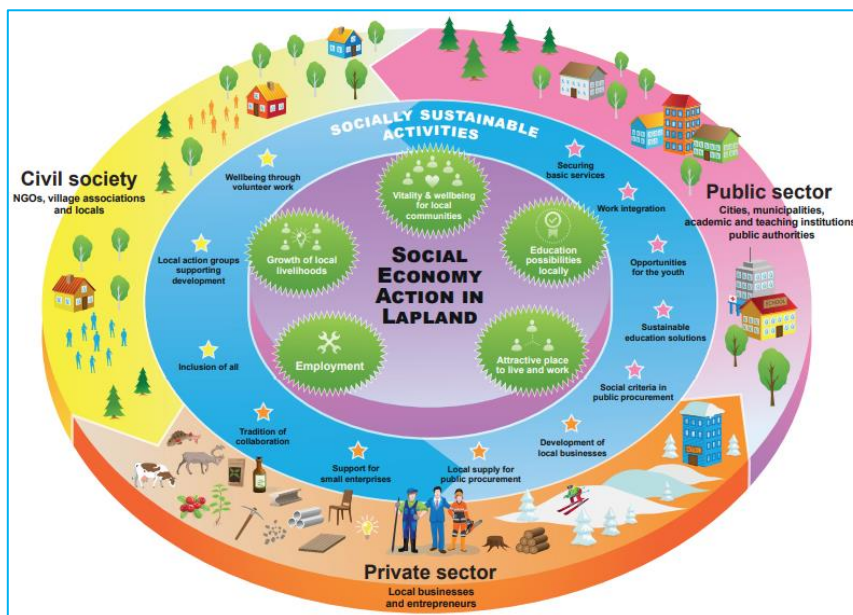 SOCIALLY SUSTAINABLE
ACTIVITIES
Civil society
NGOs, village associations
and locals
Public sector
Cities, municipalities,
academic and teaching institutions
public authorities
Private sector
Local businesses
and entrepreneurs
SOCIAL
ECONOMY
ACTION IN
LAPLAND
Vitality & wellbeing
for local
communities
Education
possibilities
locally
Attractive place
to live and work
Employment
Growth of local
livelihoods
Wellbeing through
volunteer work
Local action groups
supporting
development
Inclusion of all
Tradition of
collaboration
Support for
small enterprises
Local supply for
public procurement
Development of
local businesses
Social criteria in
public procurement
Sustainable
education solutions
Opportunities
for the youth
Work integration
Securing
basic services
SCHOOL